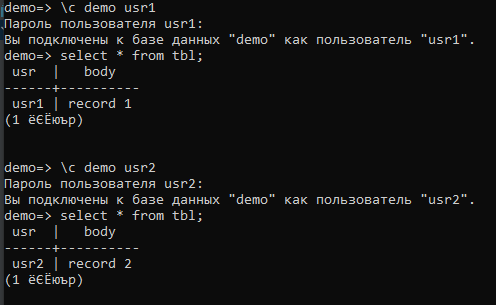 demo=> \c demo usr1
Пароль пользователя usr1:
Вы подключены к базе данных "demo" как пользователь "usr1".
demo=> select * from tbl;
 usr  |   body
------+----------
 usr1 | record 1
(1 ёЄЁюър)
demo=> \c demo usr2
Пароль пользователя usr2:
Вы подключены к базе данных "demo" как пользователь "usr2".
demo=> select * from tbl;
 usr  |   body
------+----------
 usr2 | record 2
(1 ёЄЁюър)